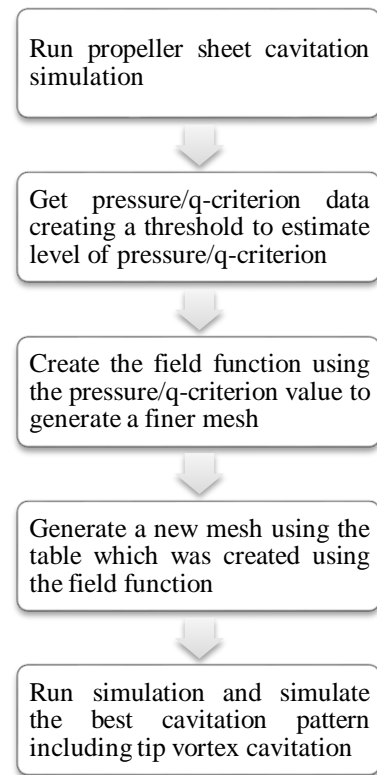 Run propeller sheet cavitation
simulation
Get pressure/q-criterion data
creating a threshold to estimate
level of pressure/q-criterion
Create the field function using
the pressure/q-criterion value to
generate a finer mesh
Generate a new mesh using the
table which was created using
the field function
Run simulation and simulate
the best cavitation pattern
including tip vortex cavitation